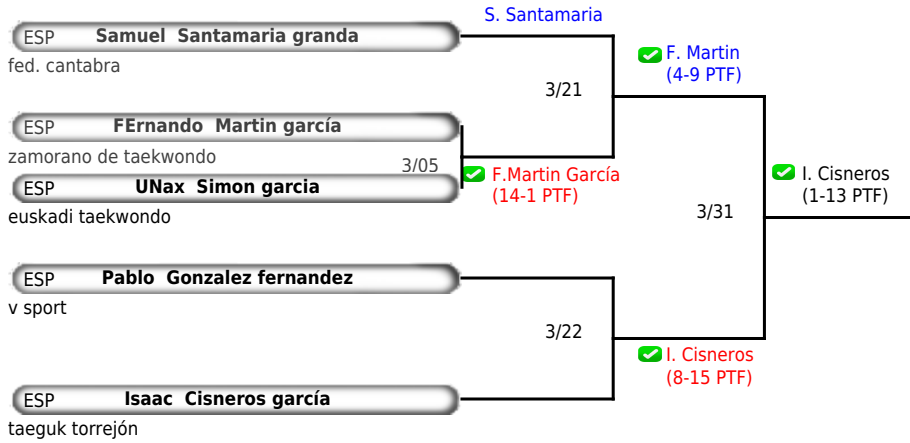 S. Santamaria
ESP Samuel Santamaria granda
fed. cantabra
F. Martin
(4-9 PTF)
3/21
ESP FErnando Martin garcía
zamorano de taekwondo
3/05
F.Martin García
(14-1 PTF)
ESP UNax Simon garcia
euskadi taekwondo
I. Cisneros
(1-13 PTF)
3/31
ESP Pablo Gonzalez fernandez
v sport
3/22
I. Cisneros
(8-15 PTF)
ESP Isaac Cisneros garcía
taeguk torrejón